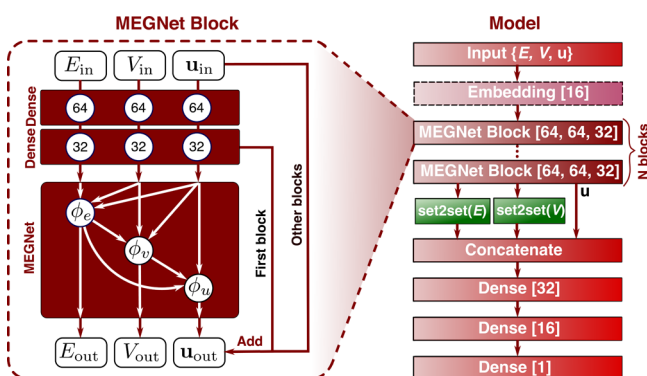 MEGNet Block
E_in V_in u_in
Dense
64 64 64
Dense
32 32 32
MEGNet
ϕ_e
ϕ_v
ϕ_u
First block
Other blocks
Add
E_out V_out u_out
Model
Input {E, V, u}
Embedding [16]
MEGNet Block [64, 64, 32]
MEGNet Block [64, 64, 32]
N blocks
u
set2set(E) set2set(V)
Concatenate
Dense [32]
Dense [16]
Dense [1]